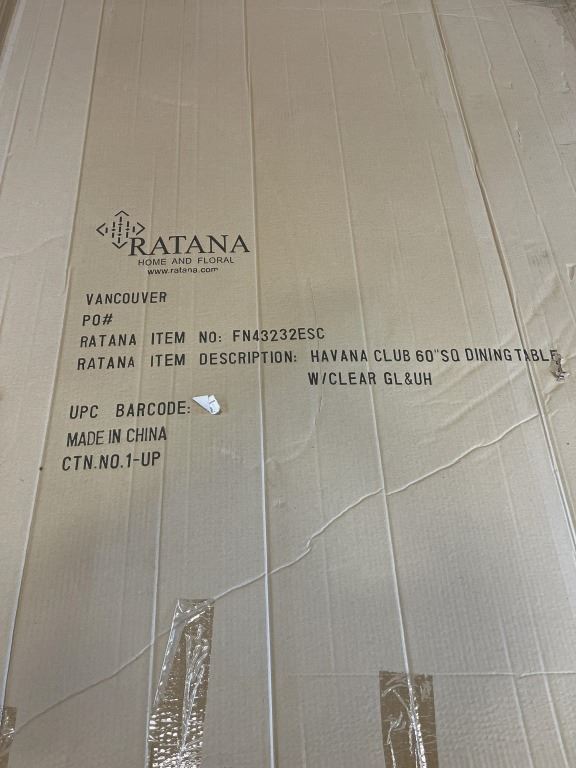 RATANA
HOME AND FLORAL
www.ratana.com
VANCOUVER
PO#
RATANA ITEM NO: FN43232ESC
RATANA ITEM DESCRIPTION: HAVANA CLUB 60"SQ DINING TABLE
W/CLEAR GL&UH
UPC BARCODE:
MADE IN CHINA
CTN.NO.1-UP